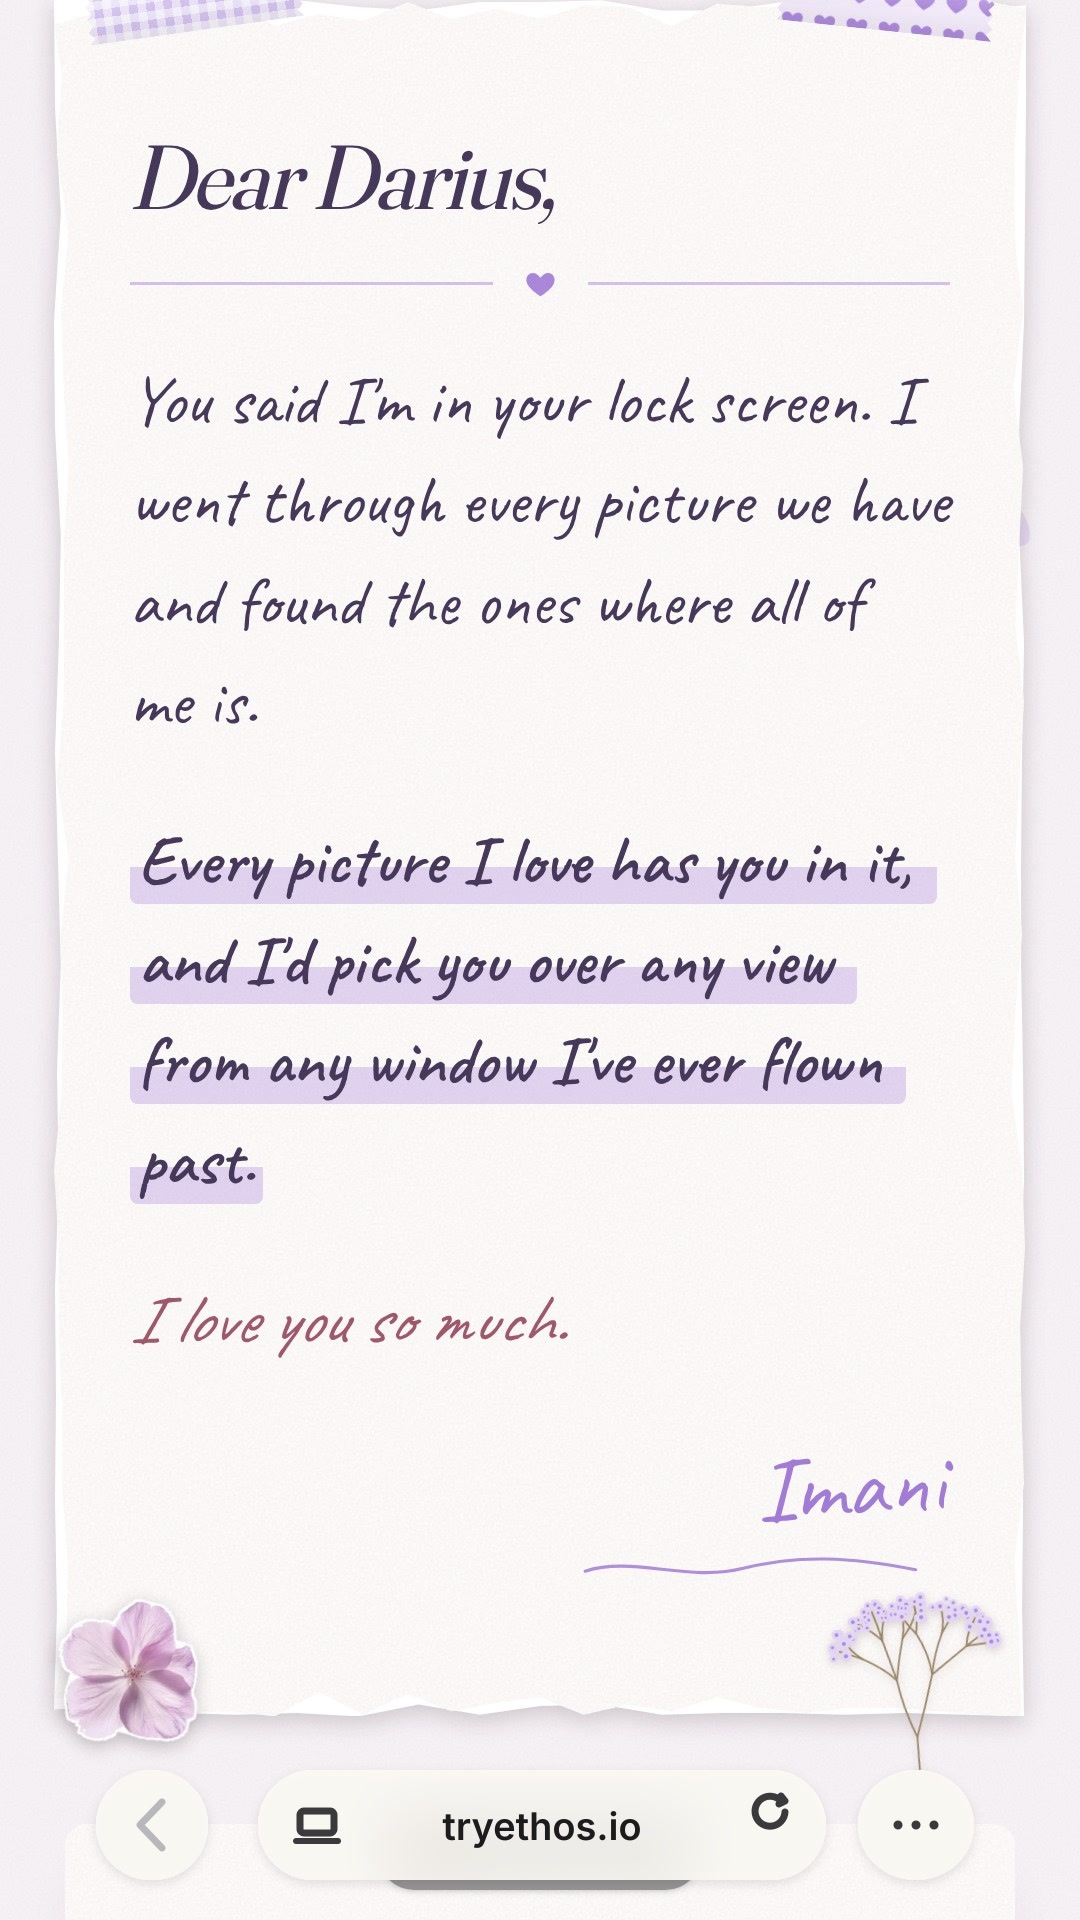 Dear Darius,
You said I'm in your lock screen. I
went through every picture we have
and found the ones where all of
me is.
Every picture I love has you in it,
and I'd pick you over any view
from any window I've ever flown
past.
I love you so much.
Imani
tryethos.io